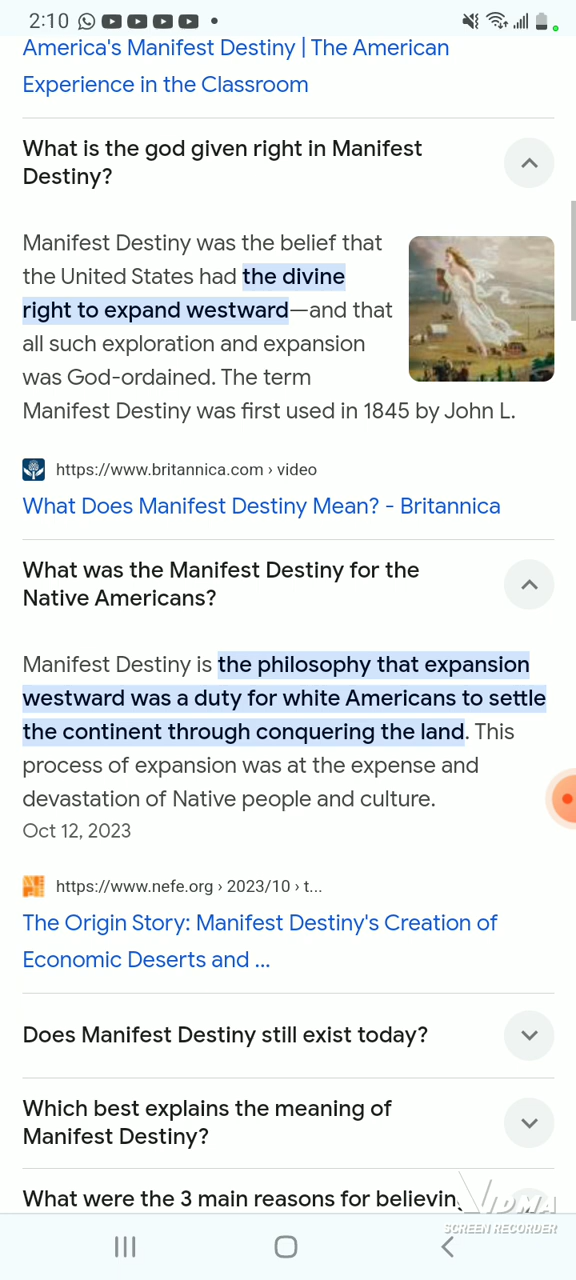 2:10
America's Manifest Destiny | The American
Experience in the Classroom
What is the god given right in Manifest
Destiny?
Manifest Destiny was the belief that
the United States had the divine
right to expand westward—and that
all such exploration and expansion
was God-ordained. The term
Manifest Destiny was first used in 1845 by John L.
https://www.britannica.com › video
What Does Manifest Destiny Mean? - Britannica
What was the Manifest Destiny for the
Native Americans?
Manifest Destiny is the philosophy that expansion
westward was a duty for white Americans to settle
the continent through conquering the land. This
process of expansion was at the expense and
devastation of Native people and culture.
Oct 12, 2023
https://www.nefe.org › 2023/10 › t...
The Origin Story: Manifest Destiny's Creation of
Economic Deserts and ...
Does Manifest Destiny still exist today?
Which best explains the meaning of
Manifest Destiny?
What were the 3 main reasons for believin
VIDMA
SCREEN RECORDER